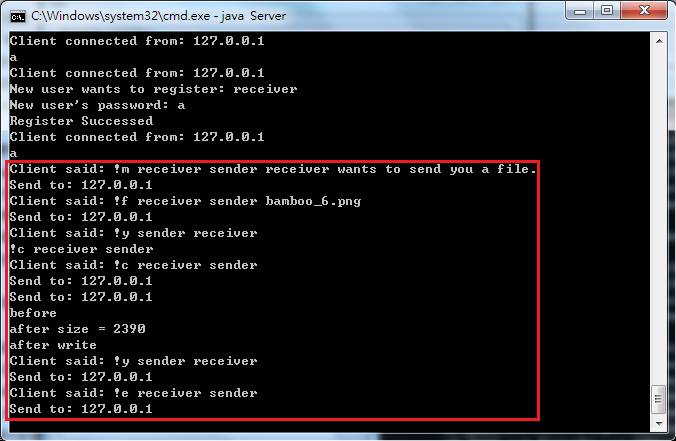 C:\Windows\system32\cmd.exe - java Server
Client connected from: 127.0.0.1
a
Client connected from: 127.0.0.1
New user wants to register: receiver
New user's password: a
Register Successed
Client connected from: 127.0.0.1
a
Client said: !m receiver sender receiver wants to send you a file.
Send to: 127.0.0.1
Client said: !f receiver sender bamboo_6.png
Send to: 127.0.0.1
Client said: !y sender receiver
!c receiver sender
Client said: !c receiver sender
Send to: 127.0.0.1
Send to: 127.0.0.1
before
after size = 2390
after write
Client said: !y sender receiver
Send to: 127.0.0.1
Client said: !e receiver sender
Send to: 127.0.0.1